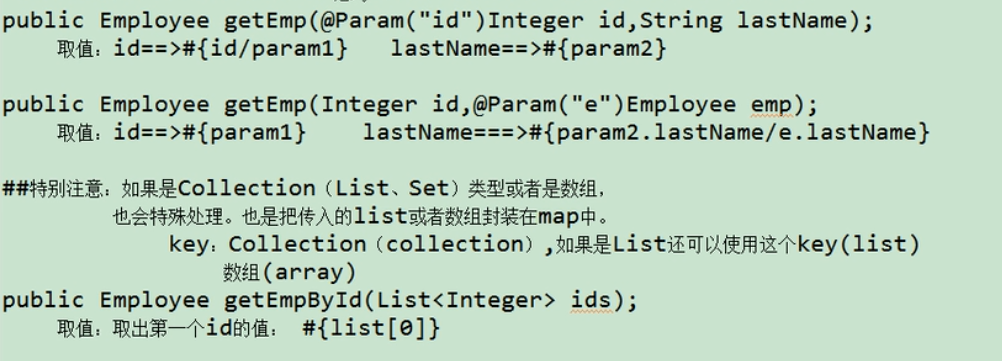 public Employee getEmp(@Param("id")Integer id,String lastName);
取值：id==>#{id/param1} lastName==>#{param2}
public Employee getEmp(Integer id,@Param("e")Employee emp);
取值：id==>#{param1} lastName===>#{param2.lastName/e.lastName}
##特别注意：如果是Collection（List、Set）类型或者是数组，
也会特殊处理。也是把传入的list或者数组封装在map中。
key：Collection（collection）,如果是List还可以使用这个key(list)
数组(array)
public Employee getEmpById(List<Integer> ids);
取值：取出第一个id的值： #{list[0]}